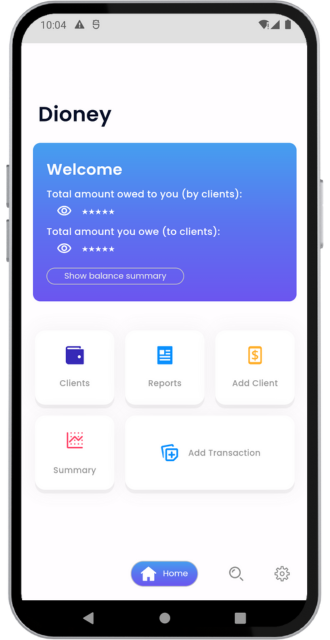 10:04
Dioney
Welcome
Total amount owed to you (by clients):
*****
Total amount you owe (to clients):
*****
Show balance summary
Clients
Reports
Add Client
Summary
Add Transaction
Home